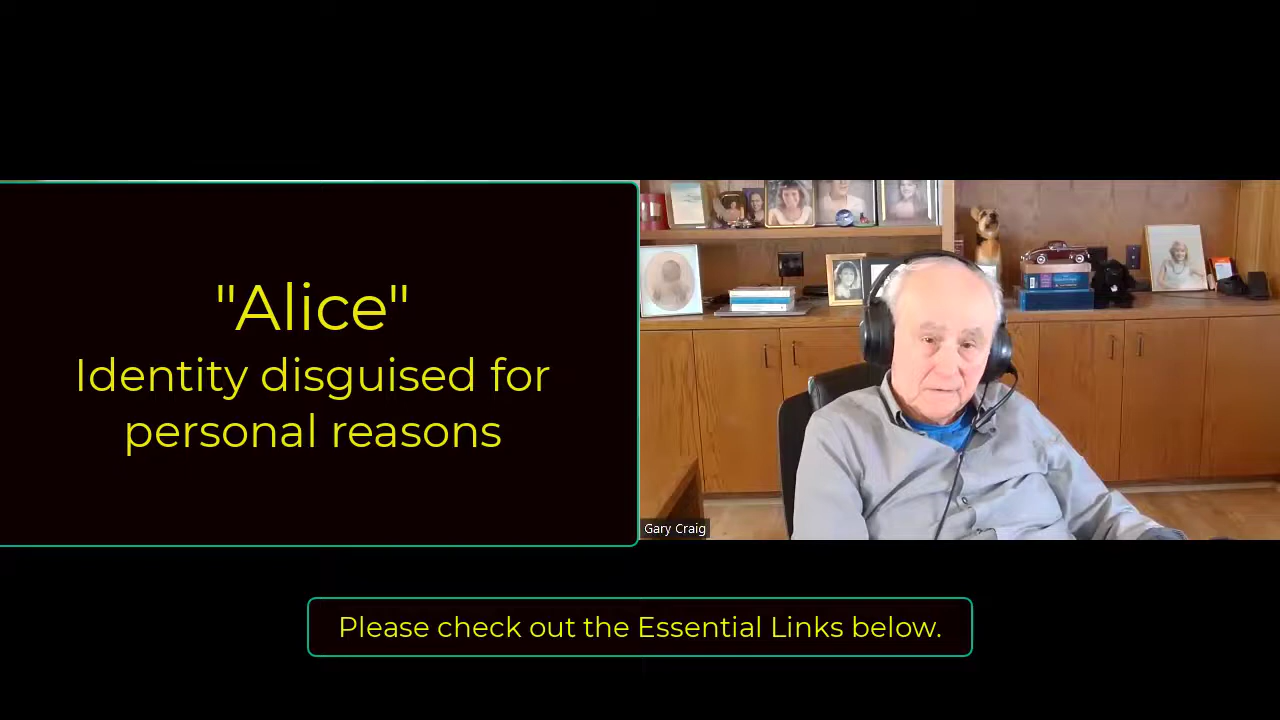 "Alice"
Identity disguised for
personal reasons
Gary Craig
Please check out the Essential Links below.